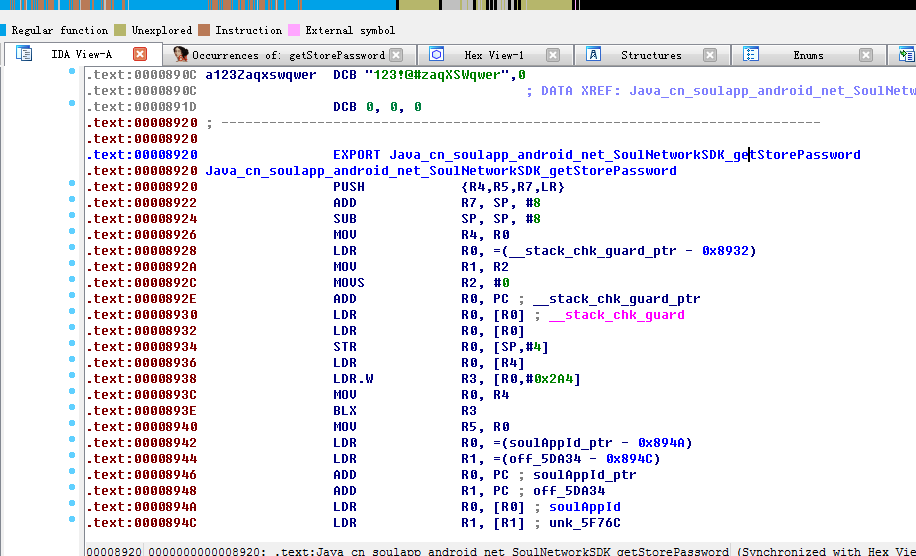 Regular function Unexplored Instruction External symbol
IDA View-A Occurrences of: getStorePassword Hex View-1 Structures Enums
.text:0000890C a123Zaqxswqwer DCB "123!@#zaqXSWqwer",0
.text:0000890C ; DATA XREF: Java_cn_soulapp_android_net_SoulNetw
.text:0000891D DCB 0, 0, 0
.text:00008920 ; ---------------------------------------------------------------------------
.text:00008920
.text:00008920 EXPORT Java_cn_soulapp_android_net_SoulNetworkSDK_getStorePassword
.text:00008920 Java_cn_soulapp_android_net_SoulNetworkSDK_getStorePassword
.text:00008920 PUSH {R4,R5,R7,LR}
.text:00008922 ADD R7, SP, #8
.text:00008924 SUB SP, SP, #8
.text:00008926 MOV R4, R0
.text:00008928 LDR R0, =(__stack_chk_guard_ptr - 0x8932)
.text:0000892A MOV R1, R2
.text:0000892C MOVS R2, #0
.text:0000892E ADD R0, PC ; __stack_chk_guard_ptr
.text:00008930 LDR R0, [R0] ; __stack_chk_guard
.text:00008932 LDR R0, [R0]
.text:00008934 STR R0, [SP,#4]
.text:00008936 LDR R0, [R4]
.text:00008938 LDR.W R3, [R0,#0x2A4]
.text:0000893C MOV R0, R4
.text:0000893E BLX R3
.text:00008940 MOV R5, R0
.text:00008942 LDR R0, =(soulAppId_ptr - 0x894A)
.text:00008944 LDR R1, =(off_5DA34 - 0x894C)
.text:00008946 ADD R0, PC ; soulAppId_ptr
.text:00008948 ADD R1, PC ; off_5DA34
.text:0000894A LDR R0, [R0] ; soulAppId
.text:0000894C LDR R1, [R1] ; unk_5F76C
00008920 0000000000008920: .text:Java_cn_soulapp_android_net_SoulNetworkSDK_getStorePassword (Synchronized with Hex Vie